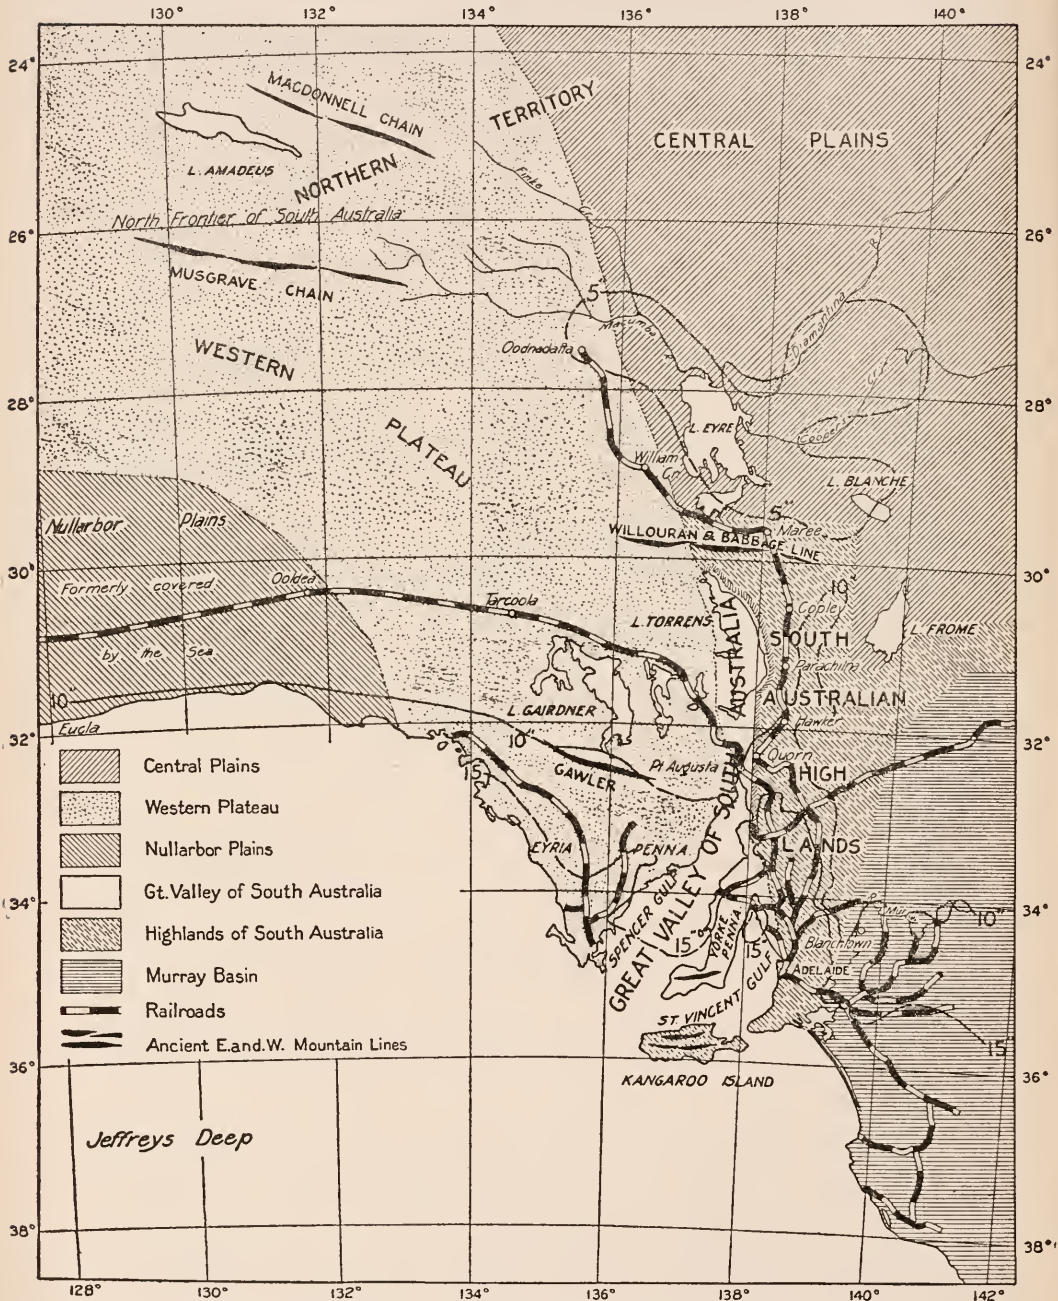 130° 132° 134° 136° 138° 140°
24° 24°
MACDONNELL CHAIN
TERRITORY
CENTRAL PLAINS
L. AMADEUS
NORTHERN
Finke
North Frontier of South Australia
26° 26°
MUSGRAVE CHAIN
5"
Macumba R.
Diamantina R.
WESTERN
Oodnadatta
28° 28°
L. EYRE
Cooper
PLATEAU
William Cr.
L. BLANCHE
5"
Nullarbor Plains
Maree
WILLOURAN & BABBAGE LINE
30° 30°
Formerly covered
Ooldea
Tarcoola
10"
Copley
L. TORRENS
SOUTH
L. FROME
by the Sea
Parachilna
AUSTRALIAN
10"
L. GAIRDNER
Hawker
Eucla
32° 32°
10"
GAWLER
Pt Augusta
Quorn
HIGH
15"
LANDS
EYRIA PENNA.
GREAT VALLEY OF SOUTH AUSTRALIA
34° 34°
SPENCER GULF
15"
YORKE PENNA.
15"
R. Murray
10"
Blanchtown
ADELAIDE
ST VINCENT GULF
15"
KANGAROO ISLAND
36° 36°
Central Plains
Western Plateau
Nullarbor Plains
Gt. Valley of South Australia
Highlands of South Australia
Murray Basin
Railroads
Ancient E. and. W. Mountain Lines
Jeffreys Deep
38° 38°
128° 130° 132° 134° 136° 138° 140° 142°